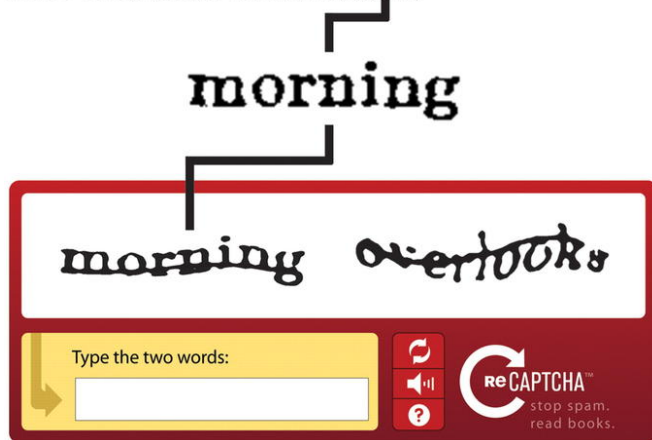 morning
morning overlooks
Type the two words:
reCAPTCHA™
stop spam.
read books.